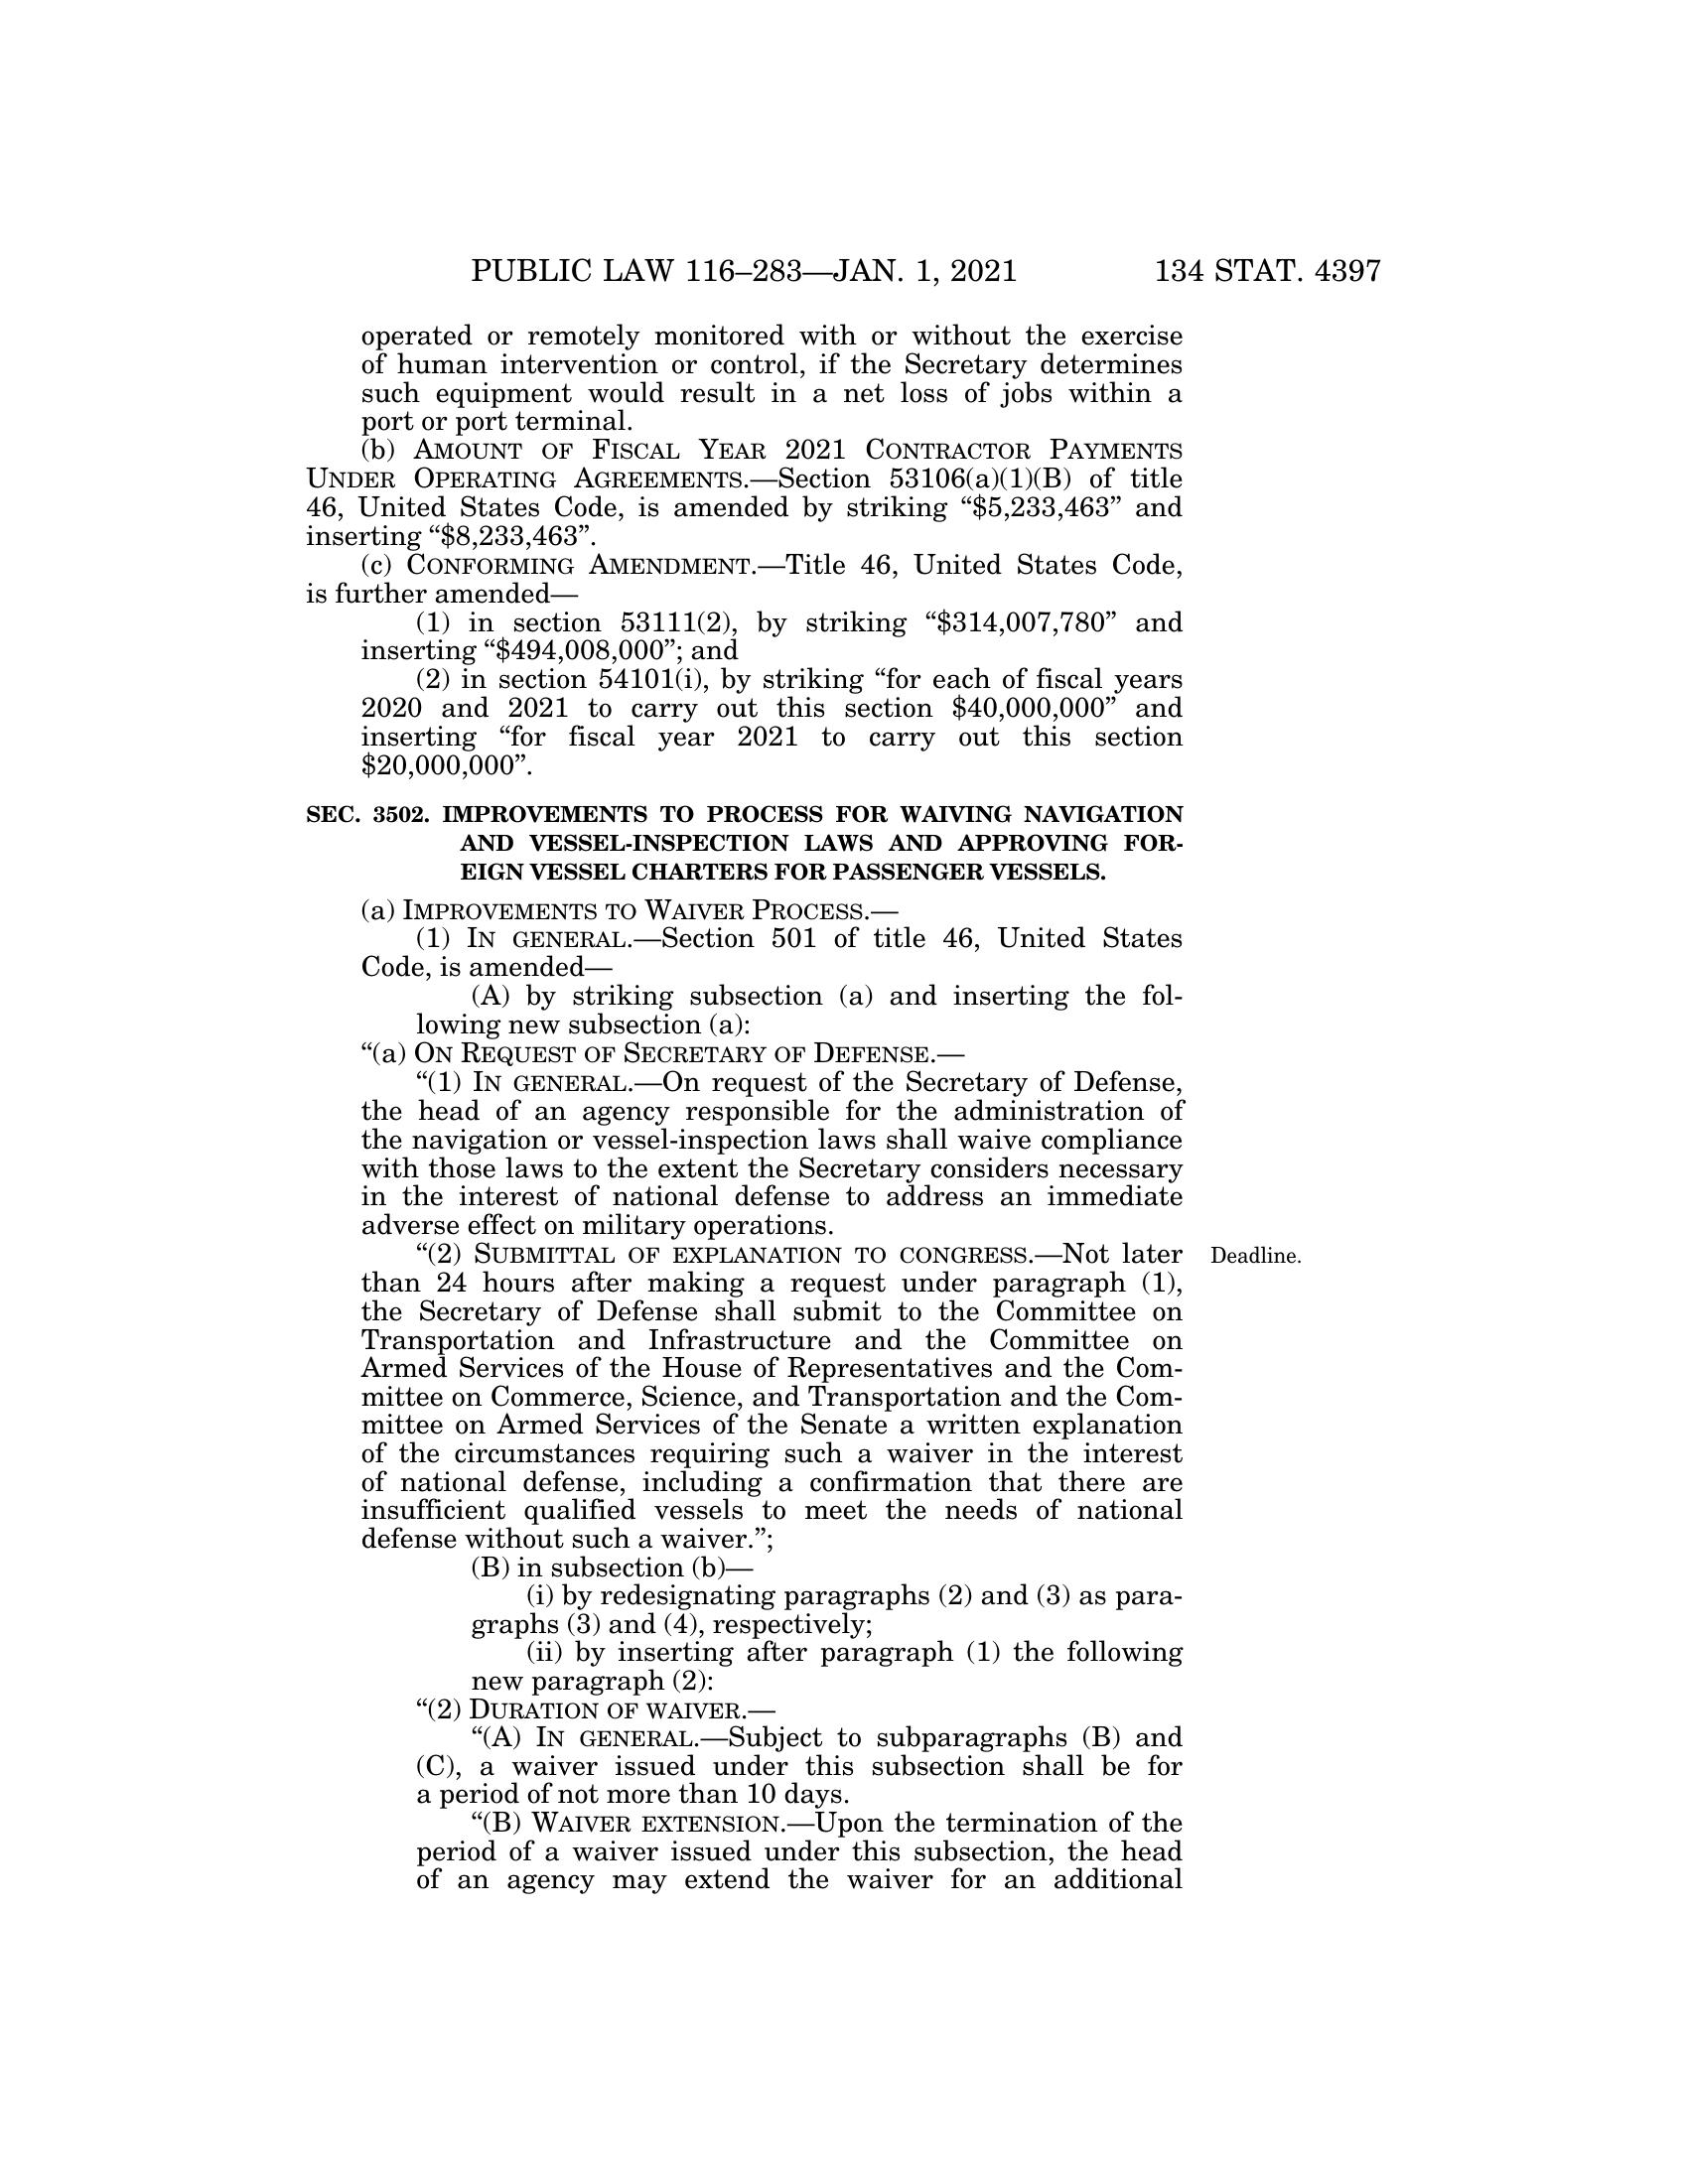 PUBLIC LAW 116–283—JAN. 1, 2021 134 STAT. 4397
operated or remotely monitored with or without the exercise
of human intervention or control, if the Secretary determines
such equipment would result in a net loss of jobs within a
port or port terminal.
(b) AMOUNT OF FISCAL YEAR 2021 CONTRACTOR PAYMENTS
UNDER OPERATING AGREEMENTS.—Section 53106(a)(1)(B) of title
46, United States Code, is amended by striking “$5,233,463” and
inserting “$8,233,463”.
(c) CONFORMING AMENDMENT.—Title 46, United States Code,
is further amended—
(1) in section 53111(2), by striking “$314,007,780” and
inserting “$494,008,000”; and
(2) in section 54101(i), by striking “for each of fiscal years
2020 and 2021 to carry out this section $40,000,000” and
inserting “for fiscal year 2021 to carry out this section
$20,000,000”.
SEC. 3502. IMPROVEMENTS TO PROCESS FOR WAIVING NAVIGATION
AND VESSEL-INSPECTION LAWS AND APPROVING FOR-
EIGN VESSEL CHARTERS FOR PASSENGER VESSELS.
(a) IMPROVEMENTS TO WAIVER PROCESS.—
(1) IN GENERAL.—Section 501 of title 46, United States
Code, is amended—
(A) by striking subsection (a) and inserting the fol-
lowing new subsection (a):
“(a) ON REQUEST OF SECRETARY OF DEFENSE.—
“(1) IN GENERAL.—On request of the Secretary of Defense,
the head of an agency responsible for the administration of
the navigation or vessel-inspection laws shall waive compliance
with those laws to the extent the Secretary considers necessary
in the interest of national defense to address an immediate
adverse effect on military operations.
“(2) SUBMITTAL OF EXPLANATION TO CONGRESS.—Not later Deadline.
than 24 hours after making a request under paragraph (1),
the Secretary of Defense shall submit to the Committee on
Transportation and Infrastructure and the Committee on
Armed Services of the House of Representatives and the Com-
mittee on Commerce, Science, and Transportation and the Com-
mittee on Armed Services of the Senate a written explanation
of the circumstances requiring such a waiver in the interest
of national defense, including a confirmation that there are
insufficient qualified vessels to meet the needs of national
defense without such a waiver.”;
(B) in subsection (b)—
(i) by redesignating paragraphs (2) and (3) as para-
graphs (3) and (4), respectively;
(ii) by inserting after paragraph (1) the following
new paragraph (2):
“(2) DURATION OF WAIVER.—
“(A) IN GENERAL.—Subject to subparagraphs (B) and
(C), a waiver issued under this subsection shall be for
a period of not more than 10 days.
“(B) WAIVER EXTENSION.—Upon the termination of the
period of a waiver issued under this subsection, the head
of an agency may extend the waiver for an additional